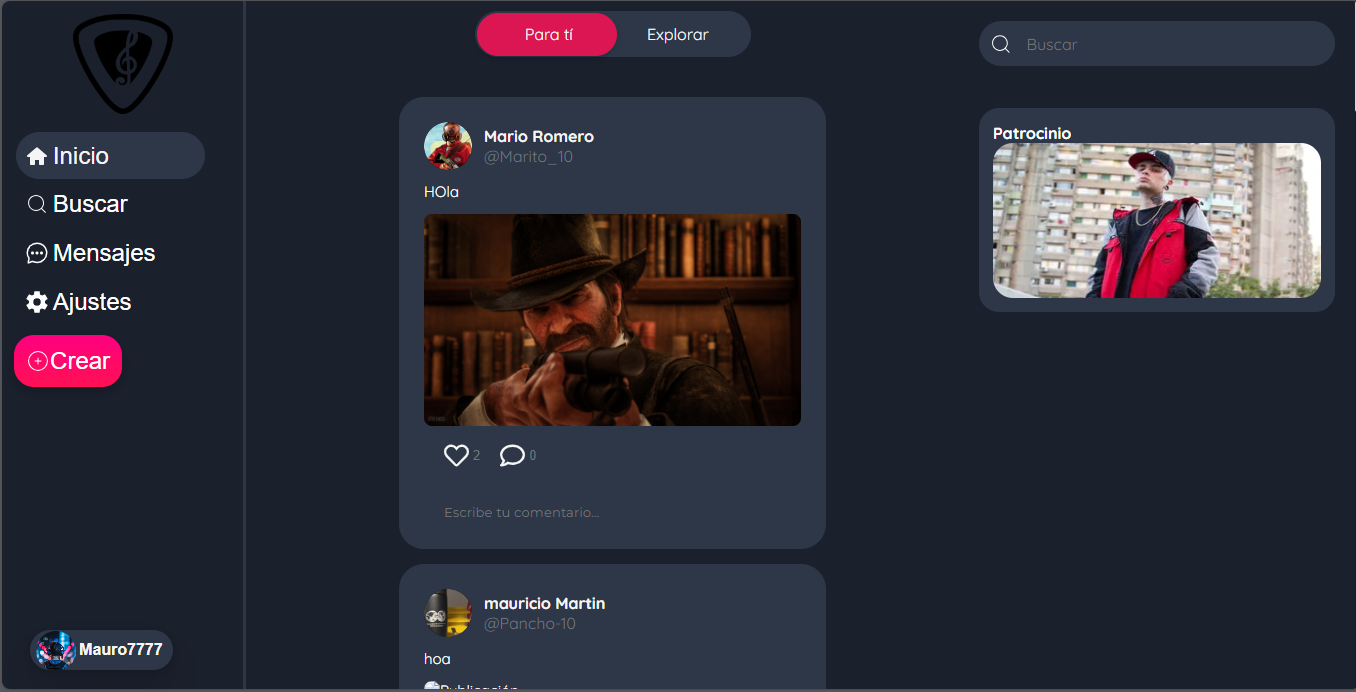 Inicio
Buscar
Mensajes
Ajustes
Crear
Mauro7777
Para tí
Explorar
Mario Romero
@Marito_10
HOla
2
0
Escribe tu comentario...
mauricio Martin
@Pancho-10
hoa
Publicación
Buscar
Patrocinio